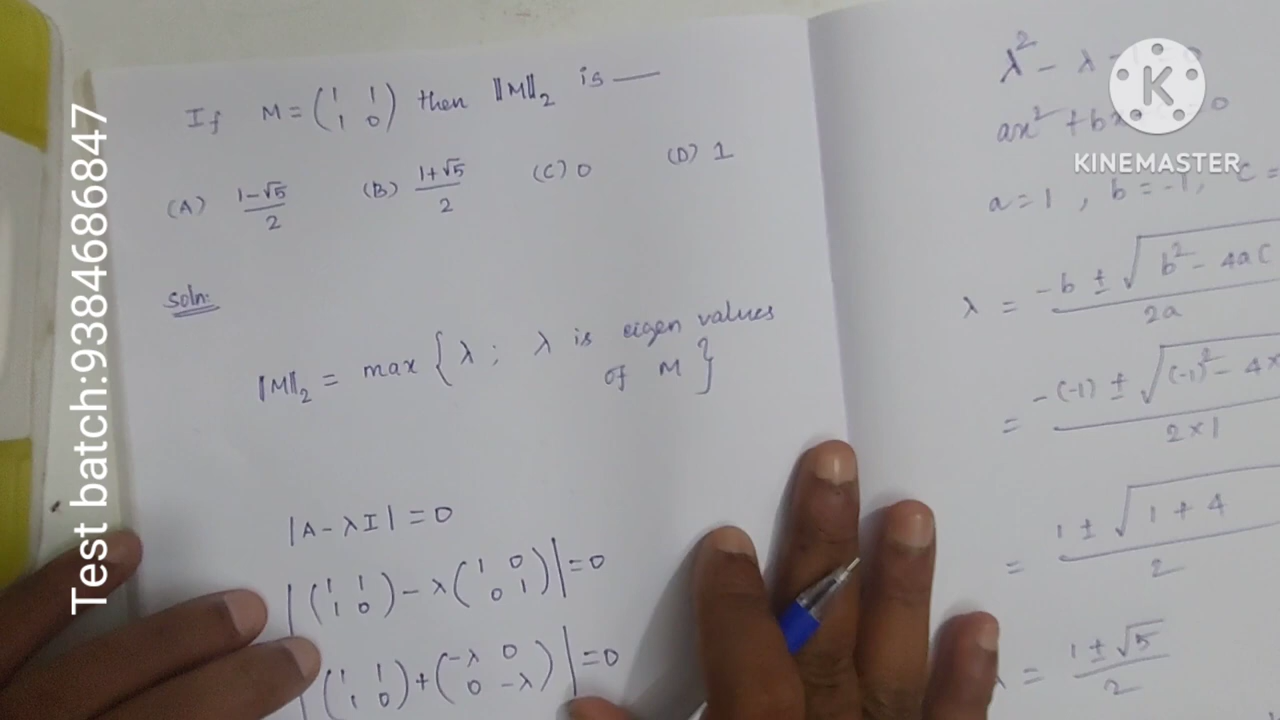 If M = (1 1 1 0) then ‖M‖₂ is —
(A) 1-√5/2 (B) 1+√5/2 (C) 0 (D) 1
Soln:
‖M‖₂ = max { λ ; λ is eigen values
of M }
|A - λI| = 0
|(1 1 1 0) - λ(1 0 0 1)| = 0
|(1 1 1 0) + (-λ 0 0 -λ)| = 0
λ² - λ -
ax² + b
a = 1 , b = -1, c =
λ = -b ± √b² - 4ac / 2a
= -(-1) ± √(-1)² - 4× / 2×1
= 1 ± √1 + 4 / 2
λ = 1 ± √5 / 2
K
KINEMASTER
Test batch:9384686847